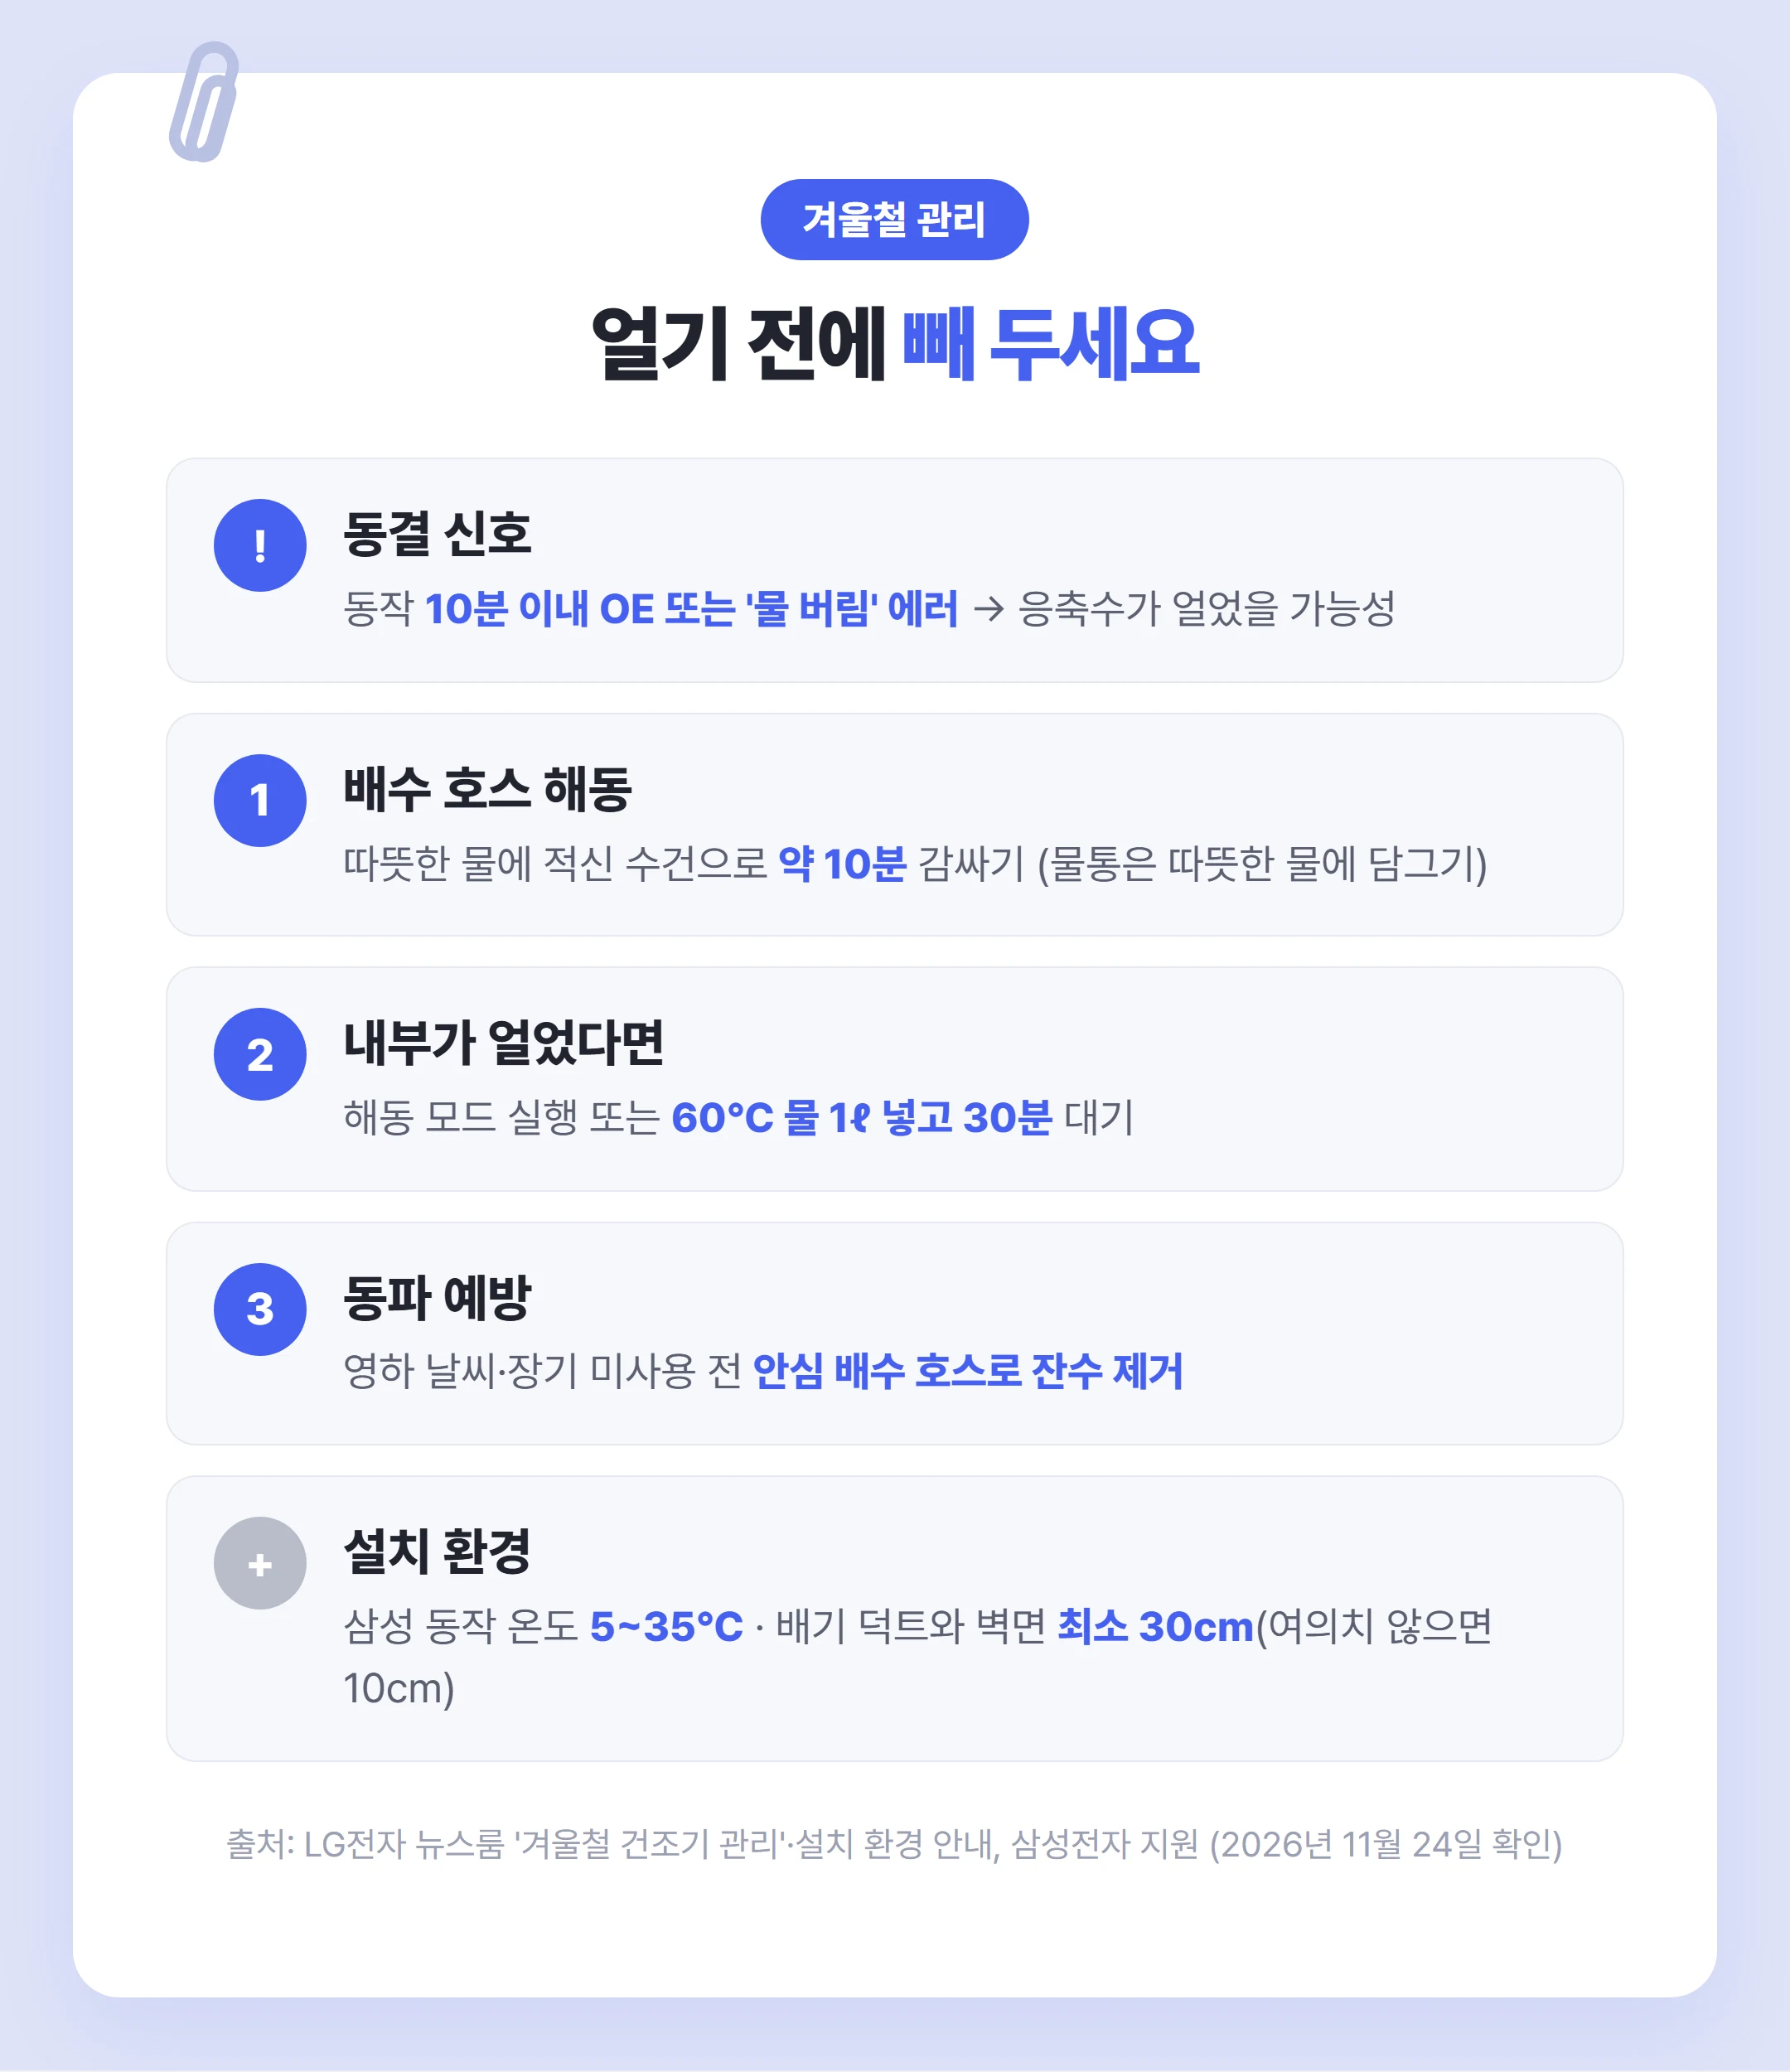 겨울철 관리
얼기 전에 빼 두세요
!
동결 신호
동작 10분 이내 OE 또는 '물 버림' 에러 → 응축수가 얼었을 가능성
1
배수 호스 해동
따뜻한 물에 적신 수건으로 약 10분 감싸기 (물통은 따뜻한 물에 담그기)
2
내부가 얼었다면
해동 모드 실행 또는 60°C 물 1ℓ 넣고 30분 대기
3
동파 예방
영하 날씨·장기 미사용 전 안심 배수 호스로 잔수 제거
+
설치 환경
삼성 동작 온도 5~35°C · 배기 덕트와 벽면 최소 30cm(여의치 않으면
10cm)
출처: LG전자 뉴스룸 '겨울철 건조기 관리'·설치 환경 안내, 삼성전자 지원 (2026년 11월 24일 확인)